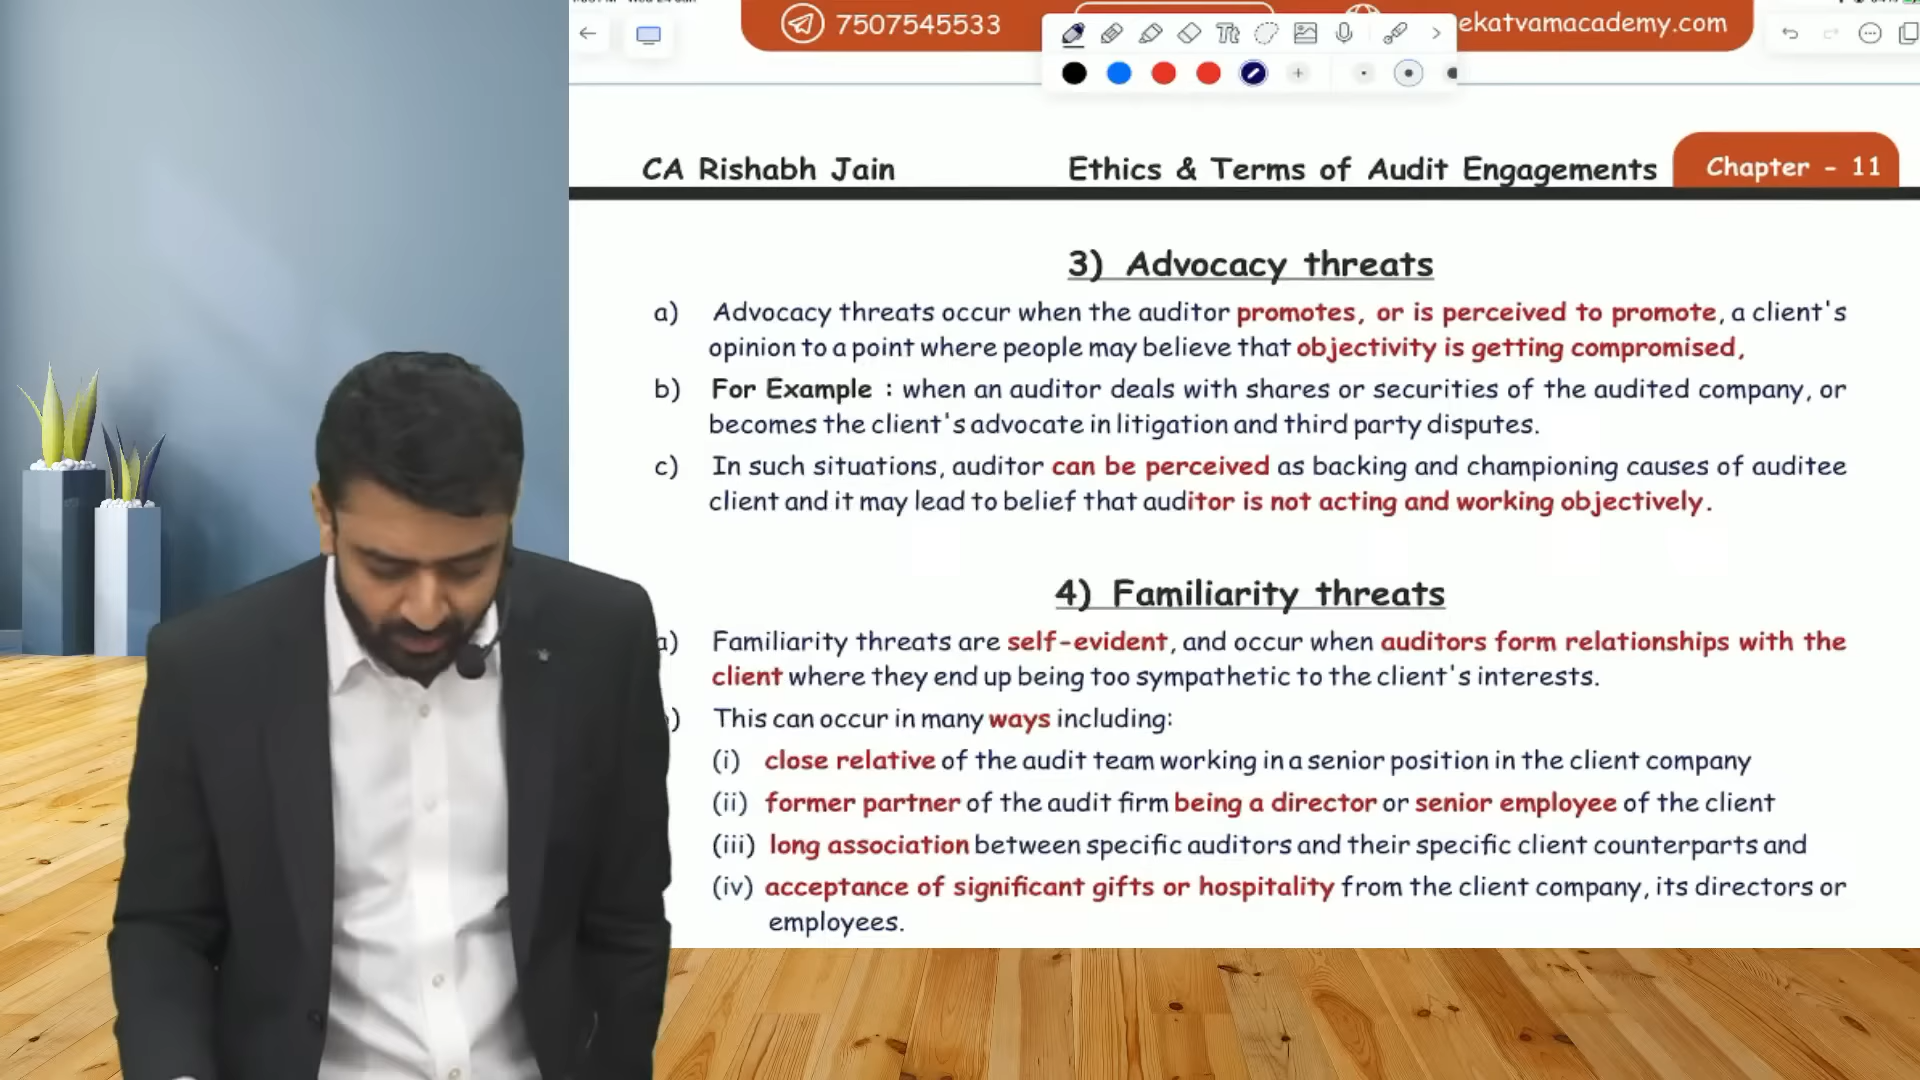 7507545533
ekatvamacademy.com
CA Rishabh Jain
Ethics & Terms of Audit Engagements
Chapter - 11
3) Advocacy threats
a) Advocacy threats occur when the auditor promotes, or is perceived to promote, a client's
opinion to a point where people may believe that objectivity is getting compromised,
b) For Example : when an auditor deals with shares or securities of the audited company, or
becomes the client's advocate in litigation and third party disputes.
c) In such situations, auditor can be perceived as backing and championing causes of auditee
client and it may lead to belief that auditor is not acting and working objectively.
4) Familiarity threats
a) Familiarity threats are self-evident, and occur when auditors form relationships with the
client where they end up being too sympathetic to the client's interests.
) This can occur in many ways including:
(i) close relative of the audit team working in a senior position in the client company
(ii) former partner of the audit firm being a director or senior employee of the client
(iii) long association between specific auditors and their specific client counterparts and
(iv) acceptance of significant gifts or hospitality from the client company, its directors or
employees.